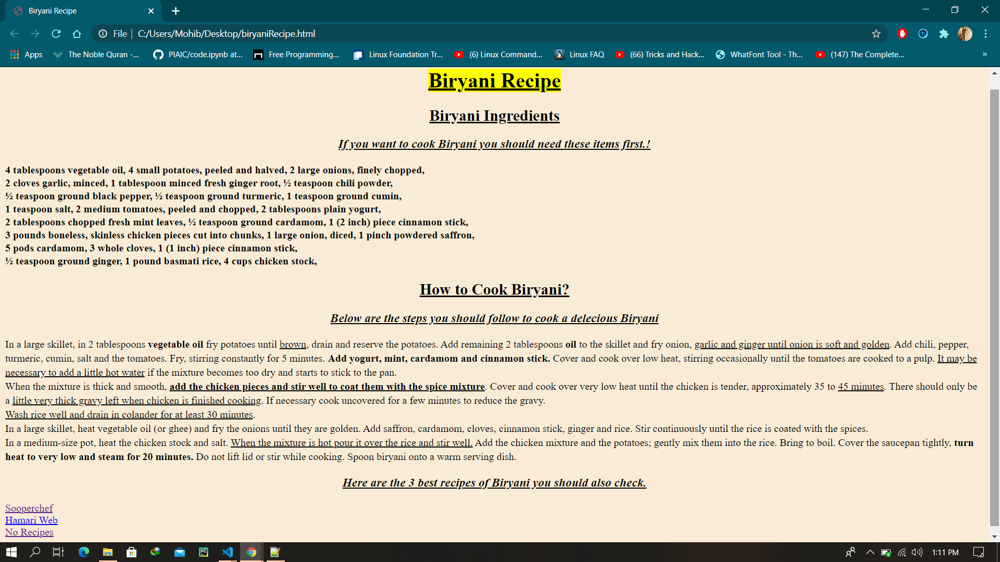 Biryani Recipe
File | C:/Users/Mohib/Desktop/biryaniRecipe.html
Apps The Noble Quran -... PIAIC/code.ipynb at... Free Programming... Linux Foundation Tr... (6) Linux Command... Linux FAQ (66) Tricks and Hack... WhatFont Tool - Th... (147) The Complete... »
Biryani Recipe
Biryani Ingredients
If you want to cook Biryani you should need these items first.!
4 tablespoons vegetable oil, 4 small potatoes, peeled and halved, 2 large onions, finely chopped,
2 cloves garlic, minced, 1 tablespoon minced fresh ginger root, ½ teaspoon chili powder,
½ teaspoon ground black pepper, ½ teaspoon ground turmeric, 1 teaspoon ground cumin,
1 teaspoon salt, 2 medium tomatoes, peeled and chopped, 2 tablespoons plain yogurt,
2 tablespoons chopped fresh mint leaves, ½ teaspoon ground cardamom, 1 (2 inch) piece cinnamon stick,
3 pounds boneless, skinless chicken pieces cut into chunks, 1 large onion, diced, 1 pinch powdered saffron,
5 pods cardamom, 3 whole cloves, 1 (1 inch) piece cinnamon stick,
½ teaspoon ground ginger, 1 pound basmati rice, 4 cups chicken stock,
How to Cook Biryani?
Below are the steps you should follow to cook a delecious Biryani
In a large skillet, in 2 tablespoons vegetable oil fry potatoes until brown, drain and reserve the potatoes. Add remaining 2 tablespoons oil to the skillet and fry onion, garlic and ginger until onion is soft and golden. Add chili, pepper,
turmeric, cumin, salt and the tomatoes. Fry, stirring constantly for 5 minutes. Add yogurt, mint, cardamom and cinnamon stick. Cover and cook over low heat, stirring occasionally until the tomatoes are cooked to a pulp. It may be
necessary to add a little hot water if the mixture becomes too dry and starts to stick to the pan.
When the mixture is thick and smooth, add the chicken pieces and stir well to coat them with the spice mixture. Cover and cook over very low heat until the chicken is tender, approximately 35 to 45 minutes. There should only be
a little very thick gravy left when chicken is finished cooking. If necessary cook uncovered for a few minutes to reduce the gravy.
Wash rice well and drain in colander for at least 30 minutes.
In a large skillet, heat vegetable oil (or ghee) and fry the onions until they are golden. Add saffron, cardamom, cloves, cinnamon stick, ginger and rice. Stir continuously until the rice is coated with the spices.
In a medium-size pot, heat the chicken stock and salt. When the mixture is hot pour it over the rice and stir well. Add the chicken mixture and the potatoes; gently mix them into the rice. Bring to boil. Cover the saucepan tightly, turn
heat to very low and steam for 20 minutes. Do not lift lid or stir while cooking. Spoon biryani onto a warm serving dish.
Here are the 3 best recipes of Biryani you should also check.
Sooperchef
Hamari Web
No Recipes
1:11 PM